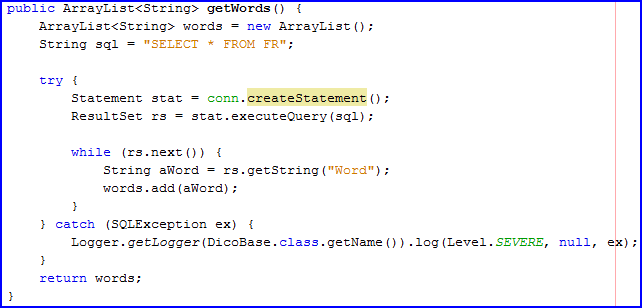 public ArrayList<String> getWords() {
    ArrayList<String> words = new ArrayList();
    String sql = "SELECT * FROM FR";

    try {
        Statement stat = conn.createStatement();
        ResultSet rs = stat.executeQuery(sql);

        while (rs.next()) {
            String aWord = rs.getString("Word");
            words.add(aWord);
        }
    } catch (SQLException ex) {
        Logger.getLogger(DicoBase.class.getName()).log(Level.SEVERE, null, ex);
    }
    return words;
}